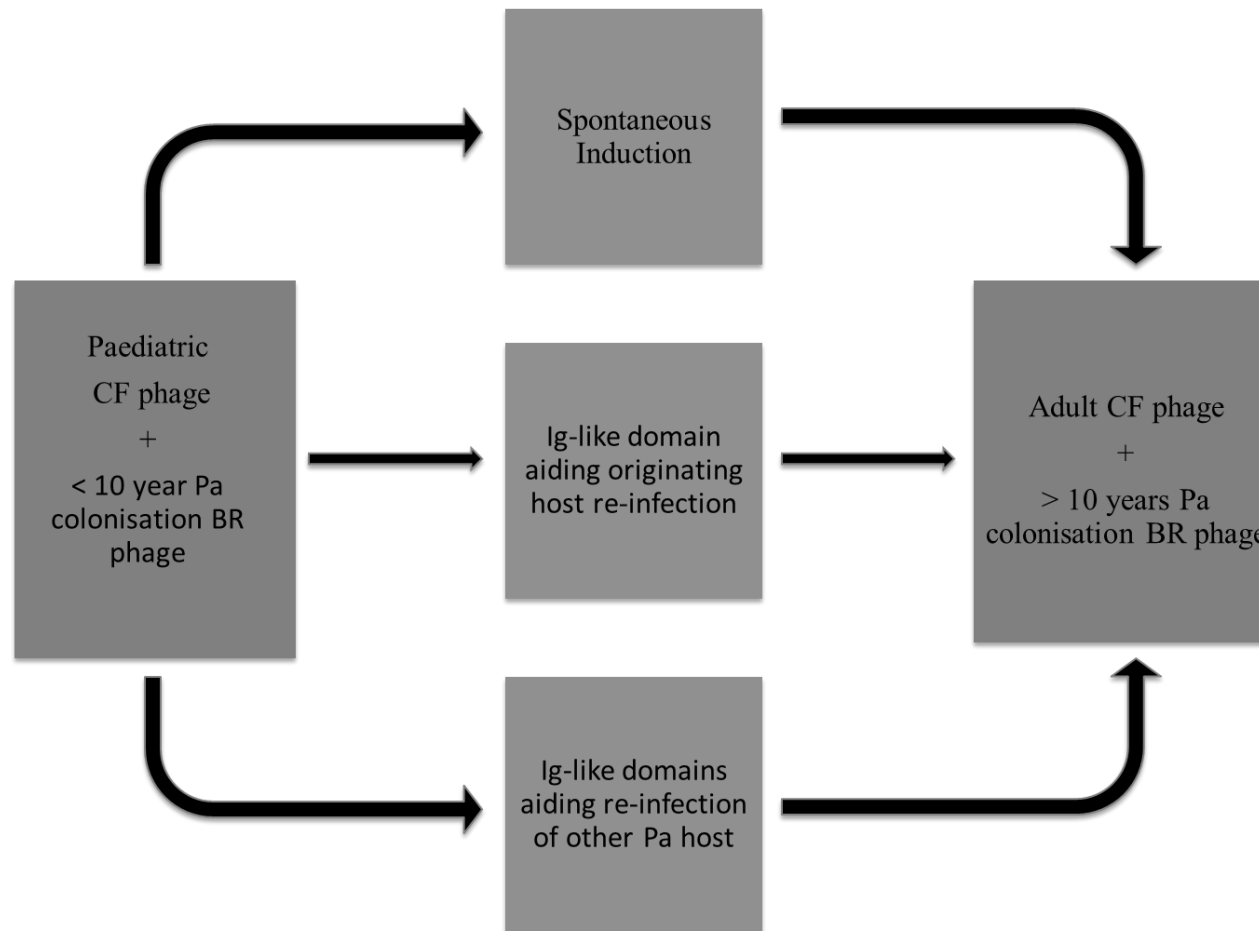 Spontaneous
Induction
Paediatric
CF phage
+
< 10 year Pa
colonisation BR
phage
Ig-like domain
aiding originating
host re-infection
Adult CF phage
+
> 10 years Pa
colonisation BR phage
Ig-like domains
aiding re-infection
of other Pa host